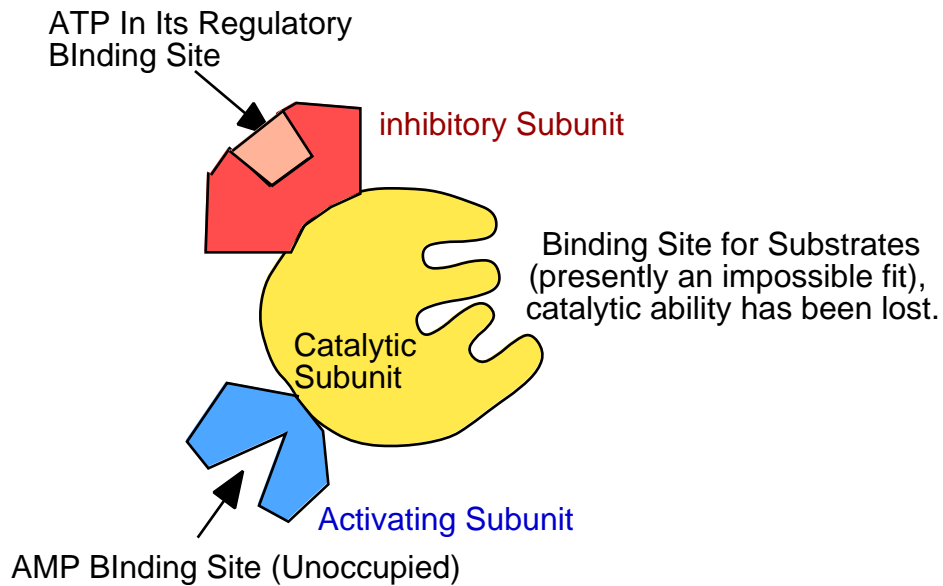 ATP In Its Regulatory
BInding Site
inhibitory Subunit
Binding Site for Substrates
(presently an impossible fit),
catalytic ability has been lost.
Catalytic
Subunit
Activating Subunit
AMP BInding Site (Unoccupied)